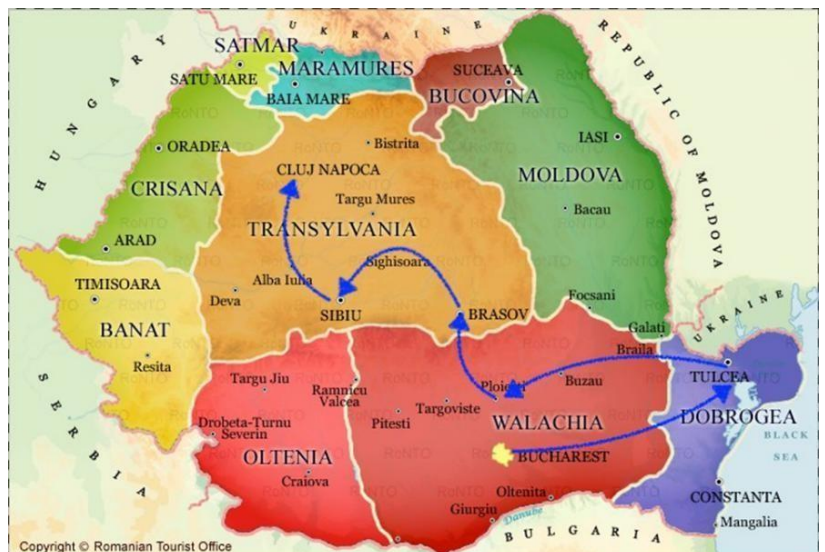 UKRAINE
HUNGARY
REPUBLIC OF MOLDOVA
SATMAR
SATU MARE
MARAMURES
BAIA MARE
SUCEAVA
BUCOVINA
ORADEA
CRISANA
ARAD
Bistrita
CLUJ NAPOCA
Targu Mures
TRANSYLVANIA
Sighisoara
Alba Iulia
Deva
SIBIU
BRASOV
IASI
MOLDOVA
Bacau
Focsani
Galati
UKRAINE
TIMISOARA
BANAT
Resita
SERBIA
Targu Jiu
Ramnicu
Valcea
Drobeta-Turnu
Severin
OLTENIA
Craiova
Ploiesti
Buzau
Braila
Targoviste
Pitesti
WALACHIA
BUCHAREST
Oltenita
Giurgiu
Danube
BULGARIA
TULCEA
DOBROGEA
BLACK
SEA
CONSTANTA
Mangalia
RoNTO
Copyright © Romanian Tourist Office